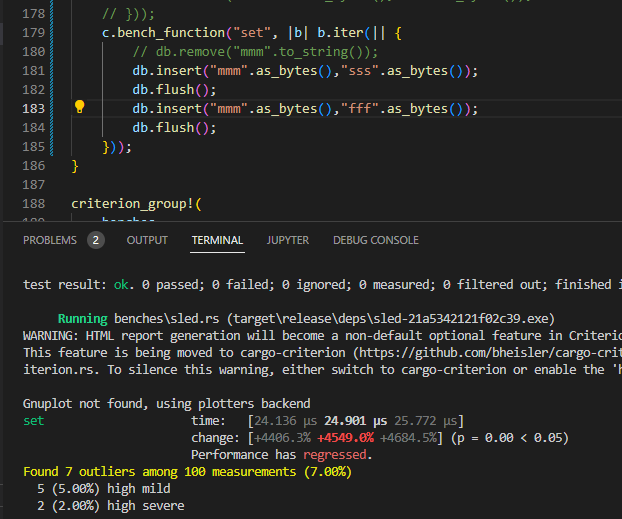 178 // }));
179 c.bench_function("set", |b| b.iter(|| {
180 // db.remove("mmm".to_string());
181 db.insert("mmm".as_bytes(),"sss".as_bytes());
182 db.flush();
183 db.insert("mmm".as_bytes(),"fff".as_bytes());
184 db.flush();
185 }));
186 }
187
188 criterion_group!(
PROBLEMS 2 OUTPUT TERMINAL JUPYTER DEBUG CONSOLE
test result: ok. 0 passed; 0 failed; 0 ignored; 0 measured; 0 filtered out; finished i
Running benches\sled.rs (target\release\deps\sled-21a5342121f02c39.exe)
WARNING: HTML report generation will become a non-default optional feature in Criterio
This feature is being moved to cargo-criterion (https://github.com/bheisler/cargo-crit
iterion.rs. To silence this warning, either switch to cargo-criterion or enable the 'h
Gnuplot not found, using plotters backend
set time: [24.136 µs 24.901 µs 25.772 µs]
change: [+4406.3% +4549.0% +4684.5%] (p = 0.00 < 0.05)
Performance has regressed.
Found 7 outliers among 100 measurements (7.00%)
5 (5.00%) high mild
2 (2.00%) high severe